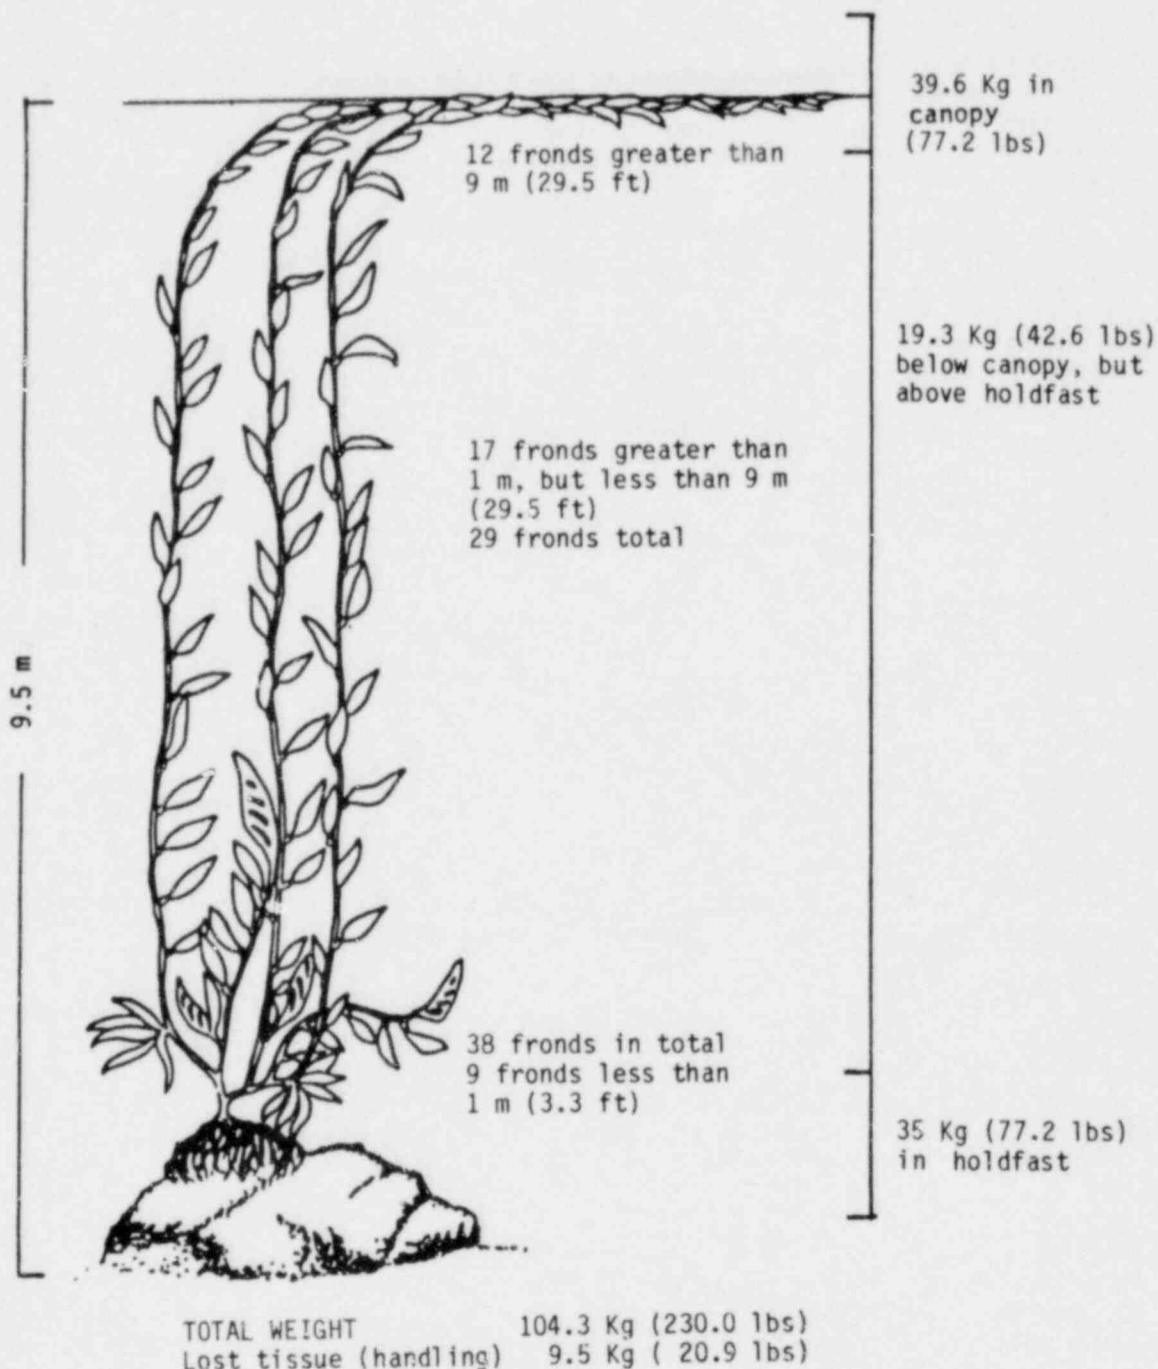 39.6 Kg in
canopy
(77.2 lbs)
12 fronds greater than
9 m (29.5 ft)
19.3 Kg (42.6 lbs)
below canopy, but
above holdfast
17 fronds greater than
1 m, but less than 9 m
(29.5 ft)
29 fronds total
9.5 m
38 fronds in total
9 fronds less than
1 m (3.3 ft)
35 Kg (77.2 lbs)
in holdfast
TOTAL WEIGHT 104.3 Kg (230.0 lbs)
Lost tissue (handling) 9.5 Kg ( 20.9 lbs)